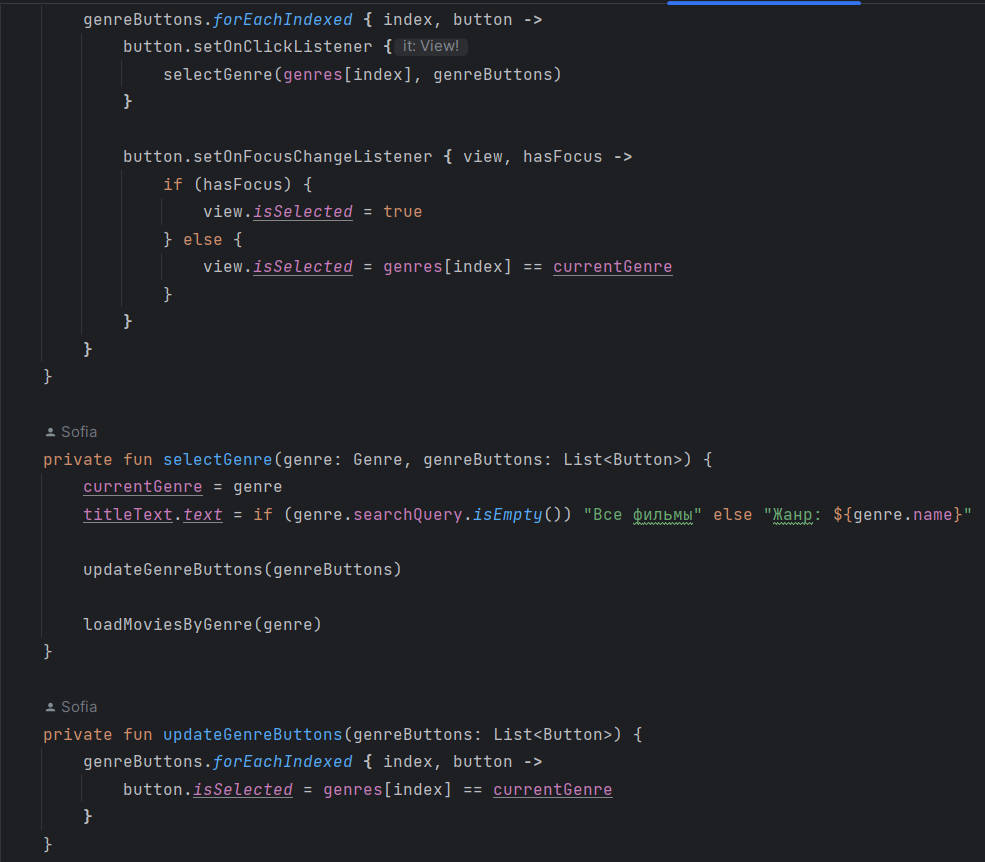 genreButtons.forEachIndexed { index, button ->
button.setOnClickListener { it: View!
selectGenre(genres[index], genreButtons)
}
button.setOnFocusChangeListener { view, hasFocus ->
if (hasFocus) {
view.isSelected = true
} else {
view.isSelected = genres[index] == currentGenre
}
}
}
}
Sofia
private fun selectGenre(genre: Genre, genreButtons: List<Button>) {
currentGenre = genre
titleText.text = if (genre.searchQuery.isEmpty()) "Все фильмы" else "Жанр: ${genre.name}"
updateGenreButtons(genreButtons)
loadMoviesByGenre(genre)
}
Sofia
private fun updateGenreButtons(genreButtons: List<Button>) {
genreButtons.forEachIndexed { index, button ->
button.isSelected = genres[index] == currentGenre
}
}